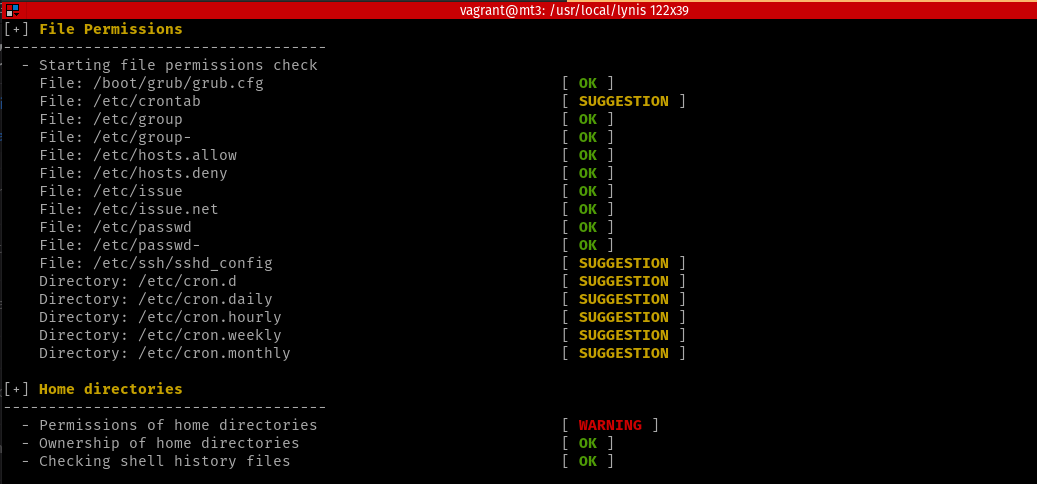 vagrant@mt3: /usr/local/lynis 122x39
[+] File Permissions
------------------------------------
  - Starting file permissions check
    File: /boot/grub/grub.cfg                                 [ OK ]
    File: /etc/crontab                                        [ SUGGESTION ]
    File: /etc/group                                          [ OK ]
    File: /etc/group-                                         [ OK ]
    File: /etc/hosts.allow                                    [ OK ]
    File: /etc/hosts.deny                                     [ OK ]
    File: /etc/issue                                          [ OK ]
    File: /etc/issue.net                                      [ OK ]
    File: /etc/passwd                                         [ OK ]
    File: /etc/passwd-                                        [ OK ]
    File: /etc/ssh/sshd_config                                [ SUGGESTION ]
    Directory: /etc/cron.d                                    [ SUGGESTION ]
    Directory: /etc/cron.daily                                [ SUGGESTION ]
    Directory: /etc/cron.hourly                               [ SUGGESTION ]
    Directory: /etc/cron.weekly                               [ SUGGESTION ]
    Directory: /etc/cron.monthly                              [ SUGGESTION ]
[+] Home directories
------------------------------------
  - Permissions of home directories                           [ WARNING ]
  - Ownership of home directories                             [ OK ]
  - Checking shell history files                              [ OK ]